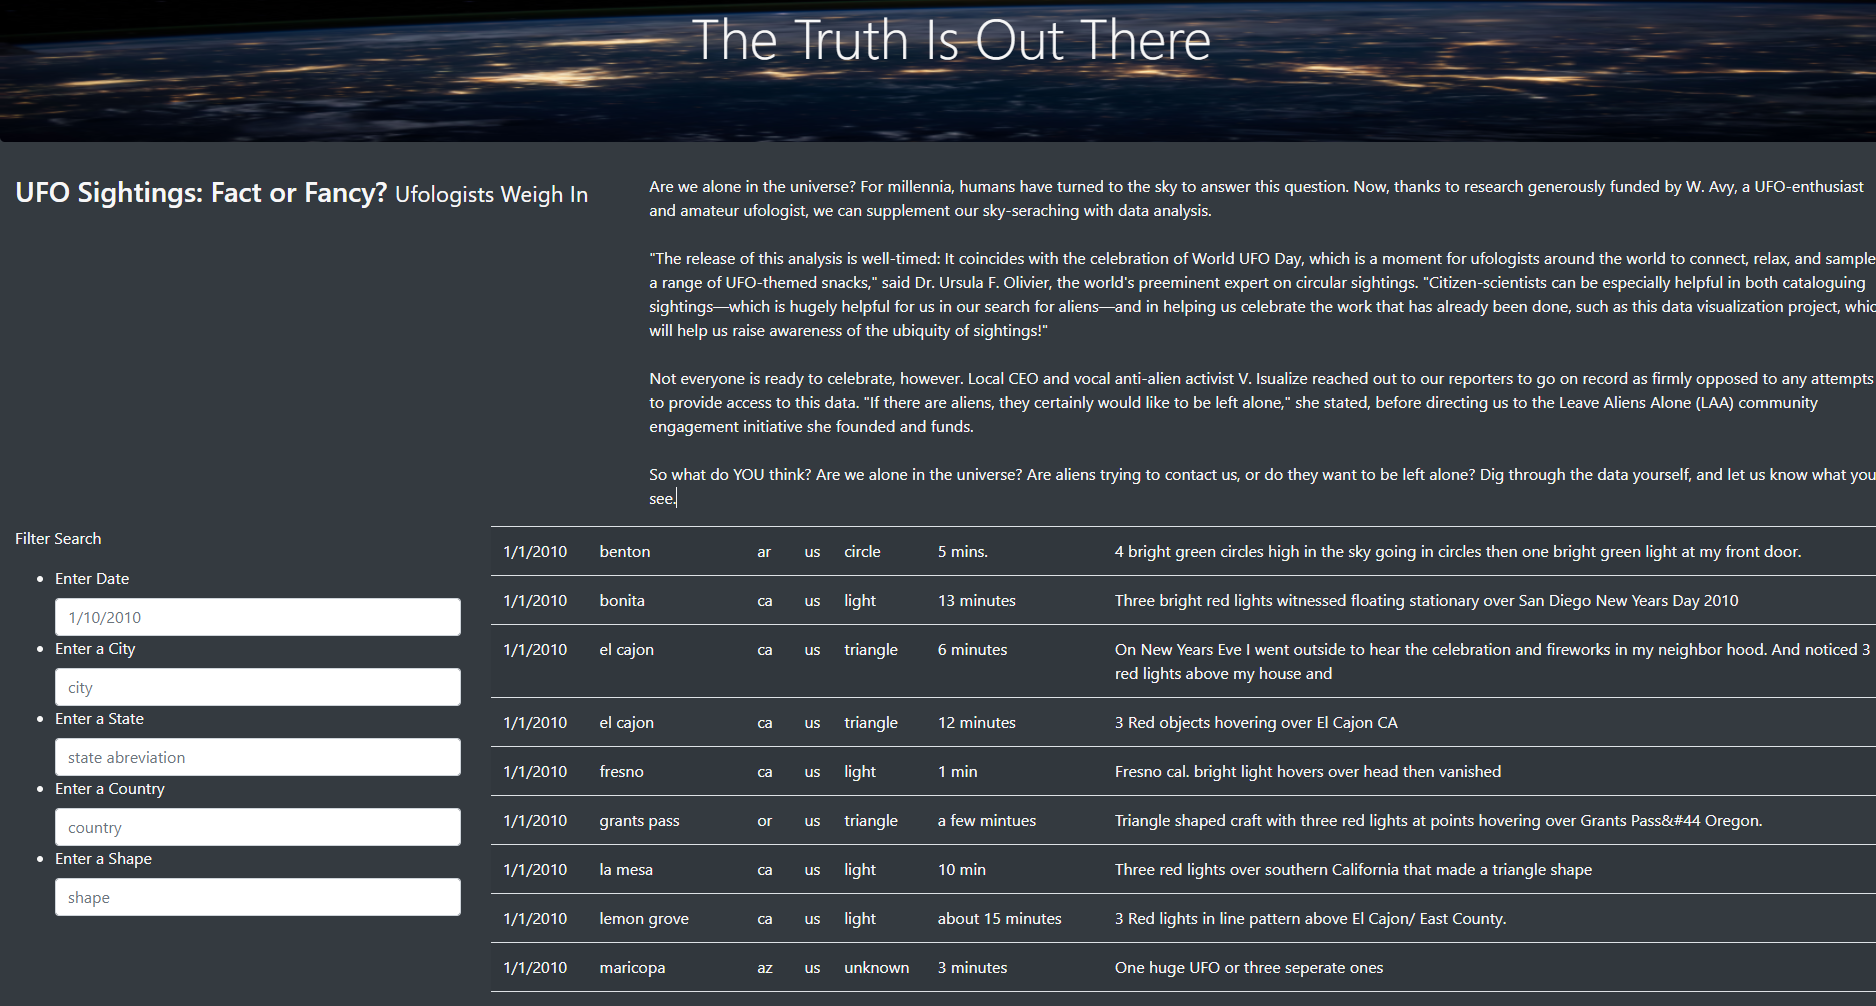 The Truth Is Out There
UFO Sightings: Fact or Fancy? Ufologists Weigh In
Are we alone in the universe? For millennia, humans have turned to the sky to answer this question. Now, thanks to research generously funded by W. Avy, a UFO-enthusiast
and amateur ufologist, we can supplement our sky-seraching with data analysis.
"The release of this analysis is well-timed: It coincides with the celebration of World UFO Day, which is a moment for ufologists around the world to connect, relax, and sample
a range of UFO-themed snacks," said Dr. Ursula F. Olivier, the world's preeminent expert on circular sightings. "Citizen-scientists can be especially helpful in both cataloguing
sightings—which is hugely helpful for us in our search for aliens—and in helping us celebrate the work that has already been done, such as this data visualization project, whic
will help us raise awareness of the ubiquity of sightings!"
Not everyone is ready to celebrate, however. Local CEO and vocal anti-alien activist V. Isualize reached out to our reporters to go on record as firmly opposed to any attempts
to provide access to this data. "If there are aliens, they certainly would like to be left alone," she stated, before directing us to the Leave Aliens Alone (LAA) community
engagement initiative she founded and funds.
So what do YOU think? Are we alone in the universe? Are aliens trying to contact us, or do they want to be left alone? Dig through the data yourself, and let us know what you
see.
Filter Search
Enter Date
1/10/2010
Enter a City
city
Enter a State
state abreviation
Enter a Country
country
Enter a Shape
shape
1/1/2010 benton ar us circle 5 mins. 4 bright green circles high in the sky going in circles then one bright green light at my front door.
1/1/2010 bonita ca us light 13 minutes Three bright red lights witnessed floating stationary over San Diego New Years Day 2010
1/1/2010 el cajon ca us triangle 6 minutes On New Years Eve I went outside to hear the celebration and fireworks in my neighbor hood. And noticed 3
red lights above my house and
1/1/2010 el cajon ca us triangle 12 minutes 3 Red objects hovering over El Cajon CA
1/1/2010 fresno ca us light 1 min Fresno cal. bright light hovers over head then vanished
1/1/2010 grants pass or us triangle a few mintues Triangle shaped craft with three red lights at points hovering over Grants Pass&#44 Oregon.
1/1/2010 la mesa ca us light 10 min Three red lights over southern California that made a triangle shape
1/1/2010 lemon grove ca us light about 15 minutes 3 Red lights in line pattern above El Cajon/ East County.
1/1/2010 maricopa az us unknown 3 minutes One huge UFO or three seperate ones